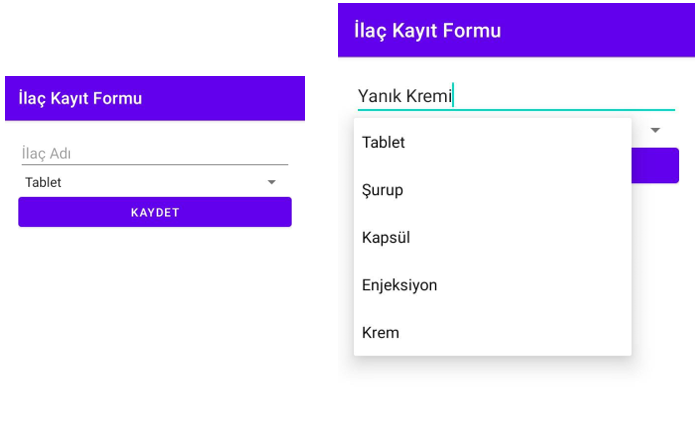 İlaç Kayıt Formu
İlaç Adı
Tablet
KAYDET
İlaç Kayıt Formu
Yanık Kremi
Tablet
Şurup
Kapsül
Enjeksiyon
Krem